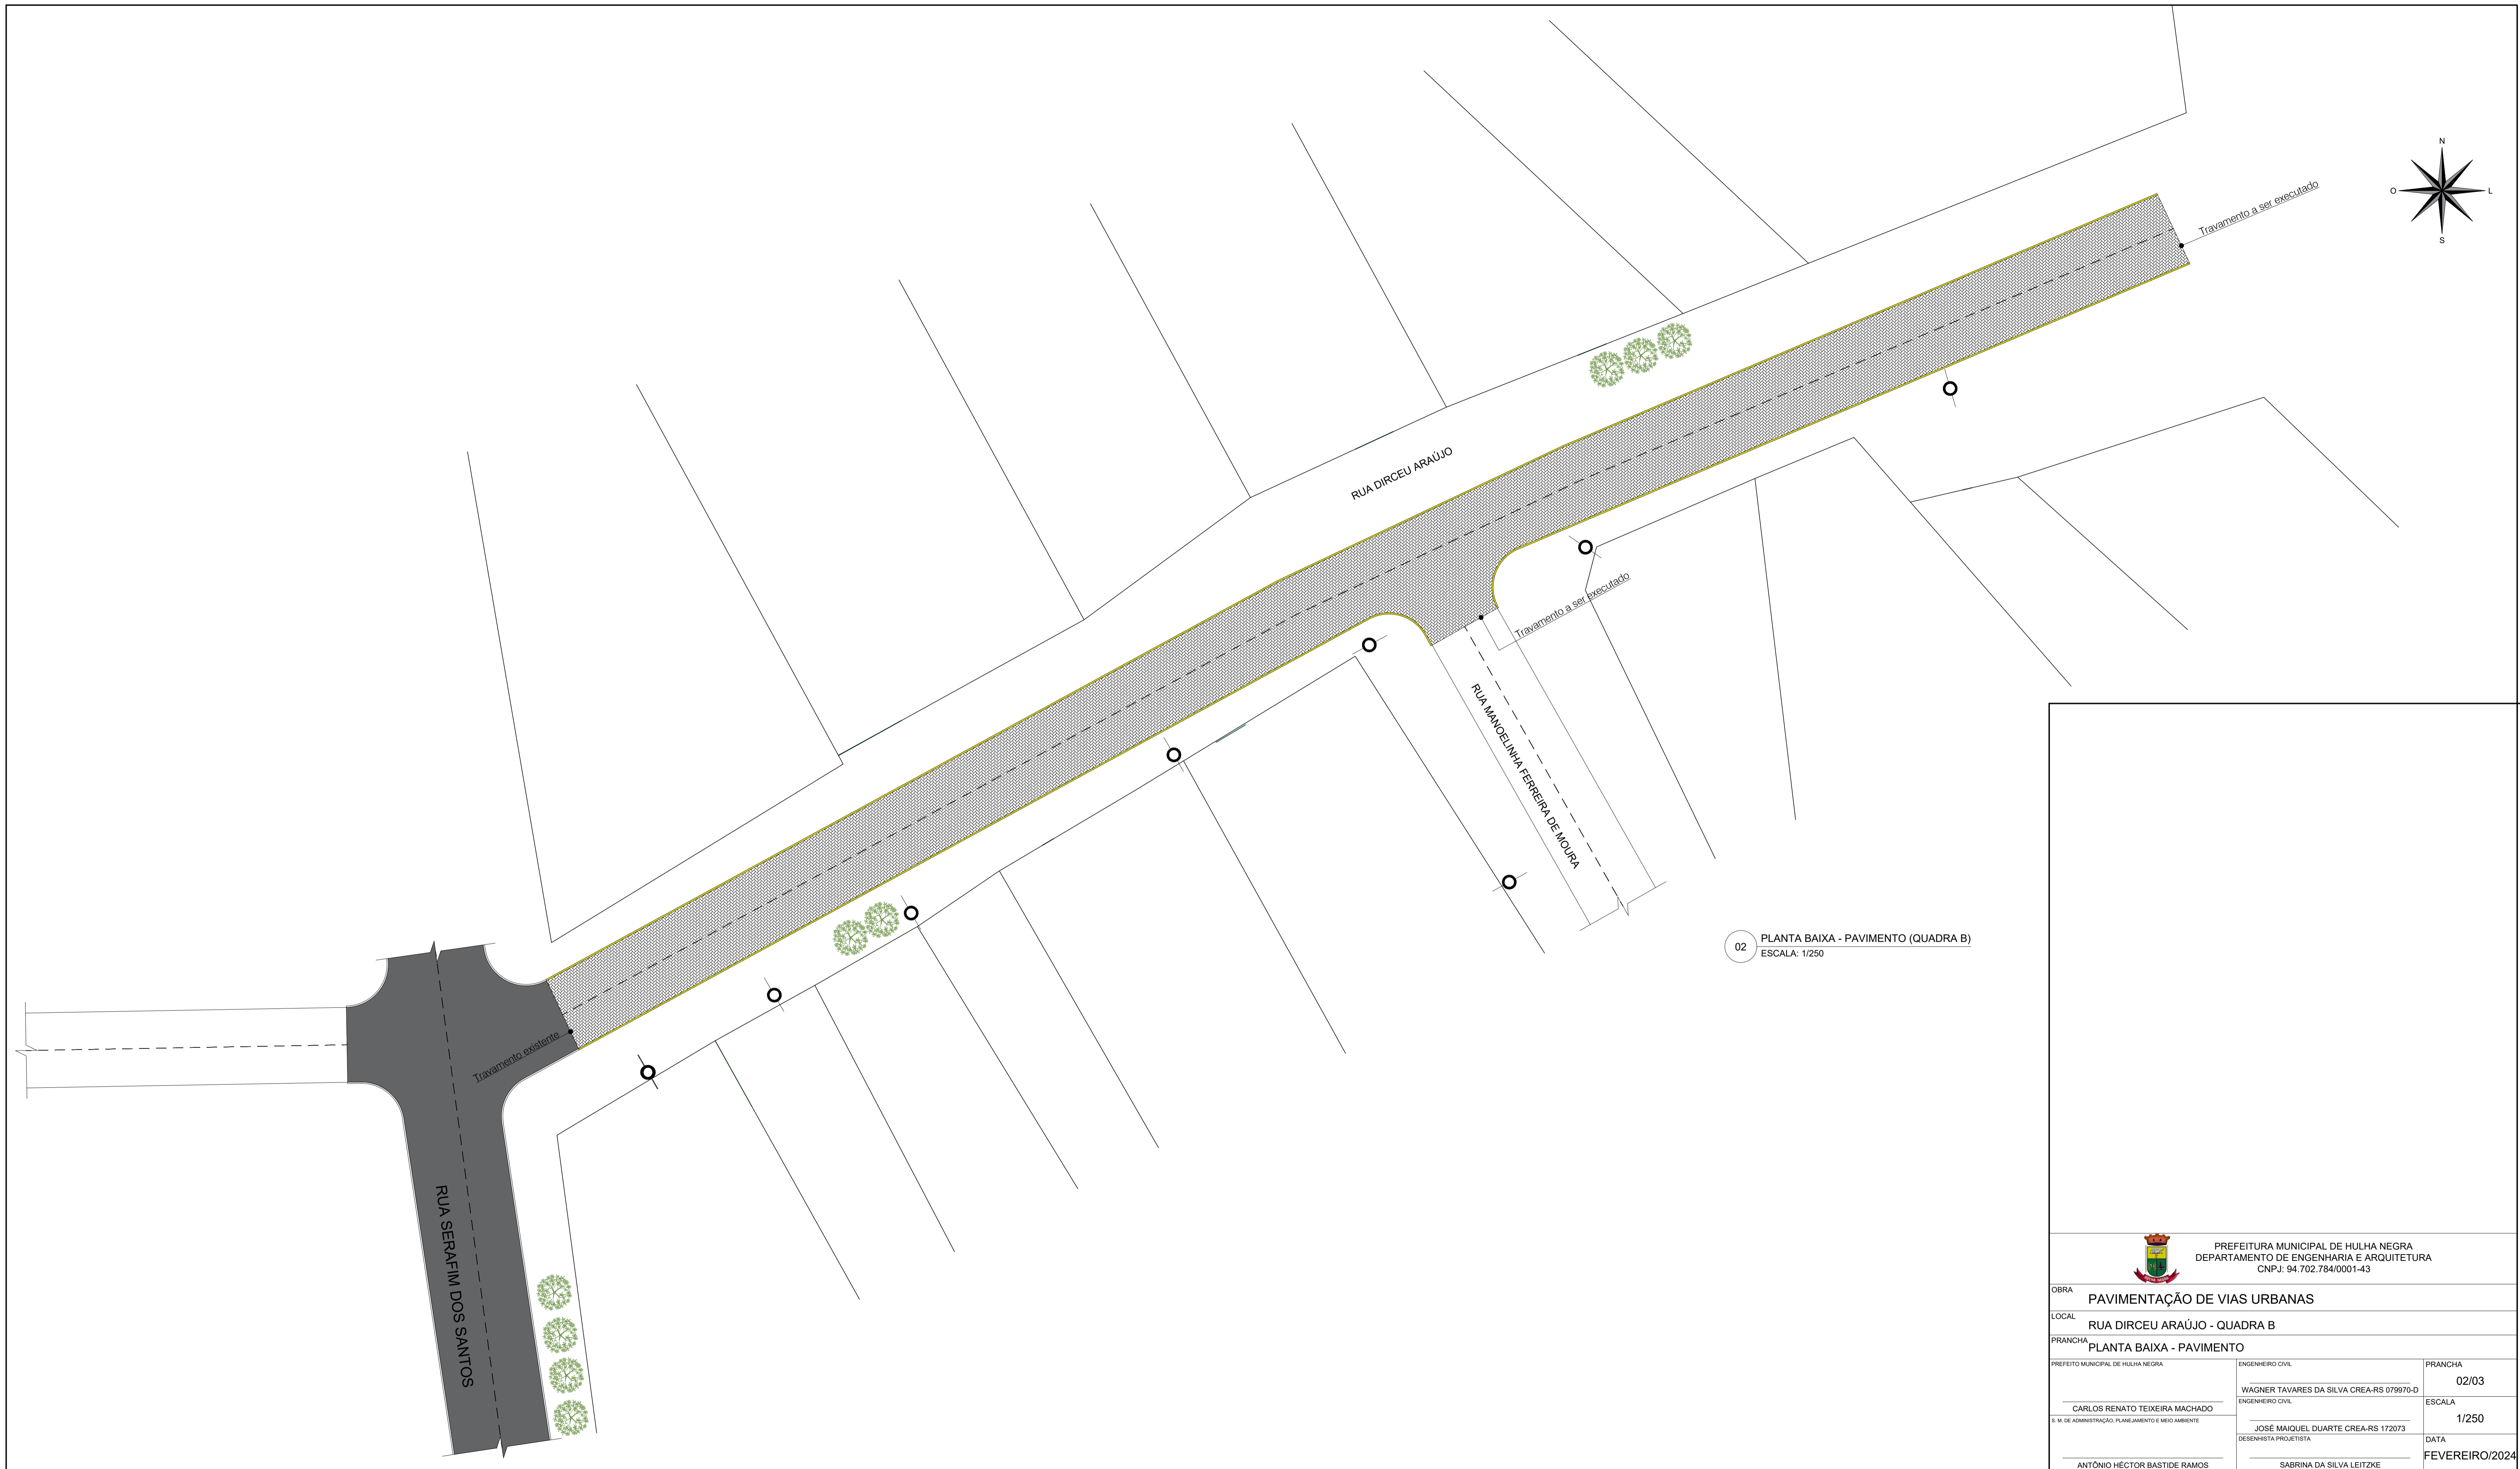 N
O
L
S
Travamento a ser executado
RUA DIRCEU ARAÚJO
Travamento a ser executado
RUA MANOELINHA FERREIRA DE MOURA
02
PLANTA BAIXA - PAVIMENTO (QUADRA B)
ESCALA: 1/250
Travamento existente
RUA SERAFIM DOS SANTOS
PREFEITURA MUNICIPAL DE HULHA NEGRA
DEPARTAMENTO DE ENGENHARIA E ARQUITETURA
CNPJ: 94.702.784/0001-43
OBRA
PAVIMENTAÇÃO DE VIAS URBANAS
LOCAL
RUA DIRCEU ARAÚJO - QUADRA B
PRANCHA
PLANTA BAIXA - PAVIMENTO
PREFEITO MUNICIPAL DE HULHA NEGRA
CARLOS RENATO TEIXEIRA MACHADO
S. M. DE ADMINISTRAÇÃO, PLANEJAMENTO E MEIO AMBIENTE
ANTÔNIO HÉCTOR BASTIDE RAMOS
ENGENHEIRO CIVIL
WAGNER TAVARES DA SILVA CREA-RS 079970-D
ENGENHEIRO CIVIL
JOSÉ MAIQUEL DUARTE CREA-RS 172073
DESENHISTA PROJETISTA
SABRINA DA SILVA LEITZKE
PRANCHA
02/03
ESCALA
1/250
DATA
FEVEREIRO/2024